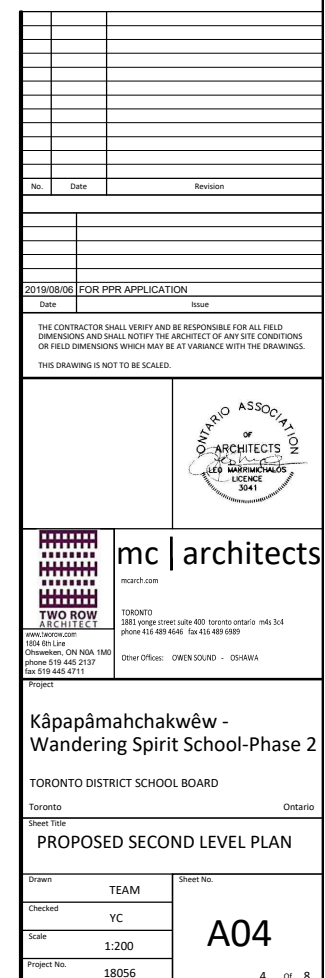 No. Date Revision
2019/08/06 FOR PPR APPLICATION
Date Issue
THE CONTRACTOR SHALL VERIFY AND BE RESPONSIBLE FOR ALL FIELD
DIMENSIONS AND SHALL NOTIFY THE ARCHITECT OF ANY SITE CONDITIONS
OR FIELD DIMENSIONS WHICH MAY BE AT VARIANCE WITH THE DRAWINGS.
THIS DRAWING IS NOT TO BE SCALED.
ONTARIO ASSOCIATION
OF
ARCHITECTS
LEO MAKRIMICHALOS
LICENCE
3041
TWO ROW
ARCHITECT
www.tworow.com
1804 6th Line
Ohsweken, ON N0A 1M0
phone 519 445 2137
fax 519 445 4711
mc | architects
mcarch.com
TORONTO
1881 yonge street suite 400 toronto ontario m4s 3c4
phone 416 489 4646 fax 416 489 6989
Other Offices: OWEN SOUND - OSHAWA
Project
Kâpapâmahchakwêw -
Wandering Spirit School-Phase 2
TORONTO DISTRICT SCHOOL BOARD
Toronto Ontario
Sheet Title
PROPOSED SECOND LEVEL PLAN
Drawn
TEAM
Checked
YC
Scale
1:200
Project No.
18056
Sheet No.
A04
4 Of 8